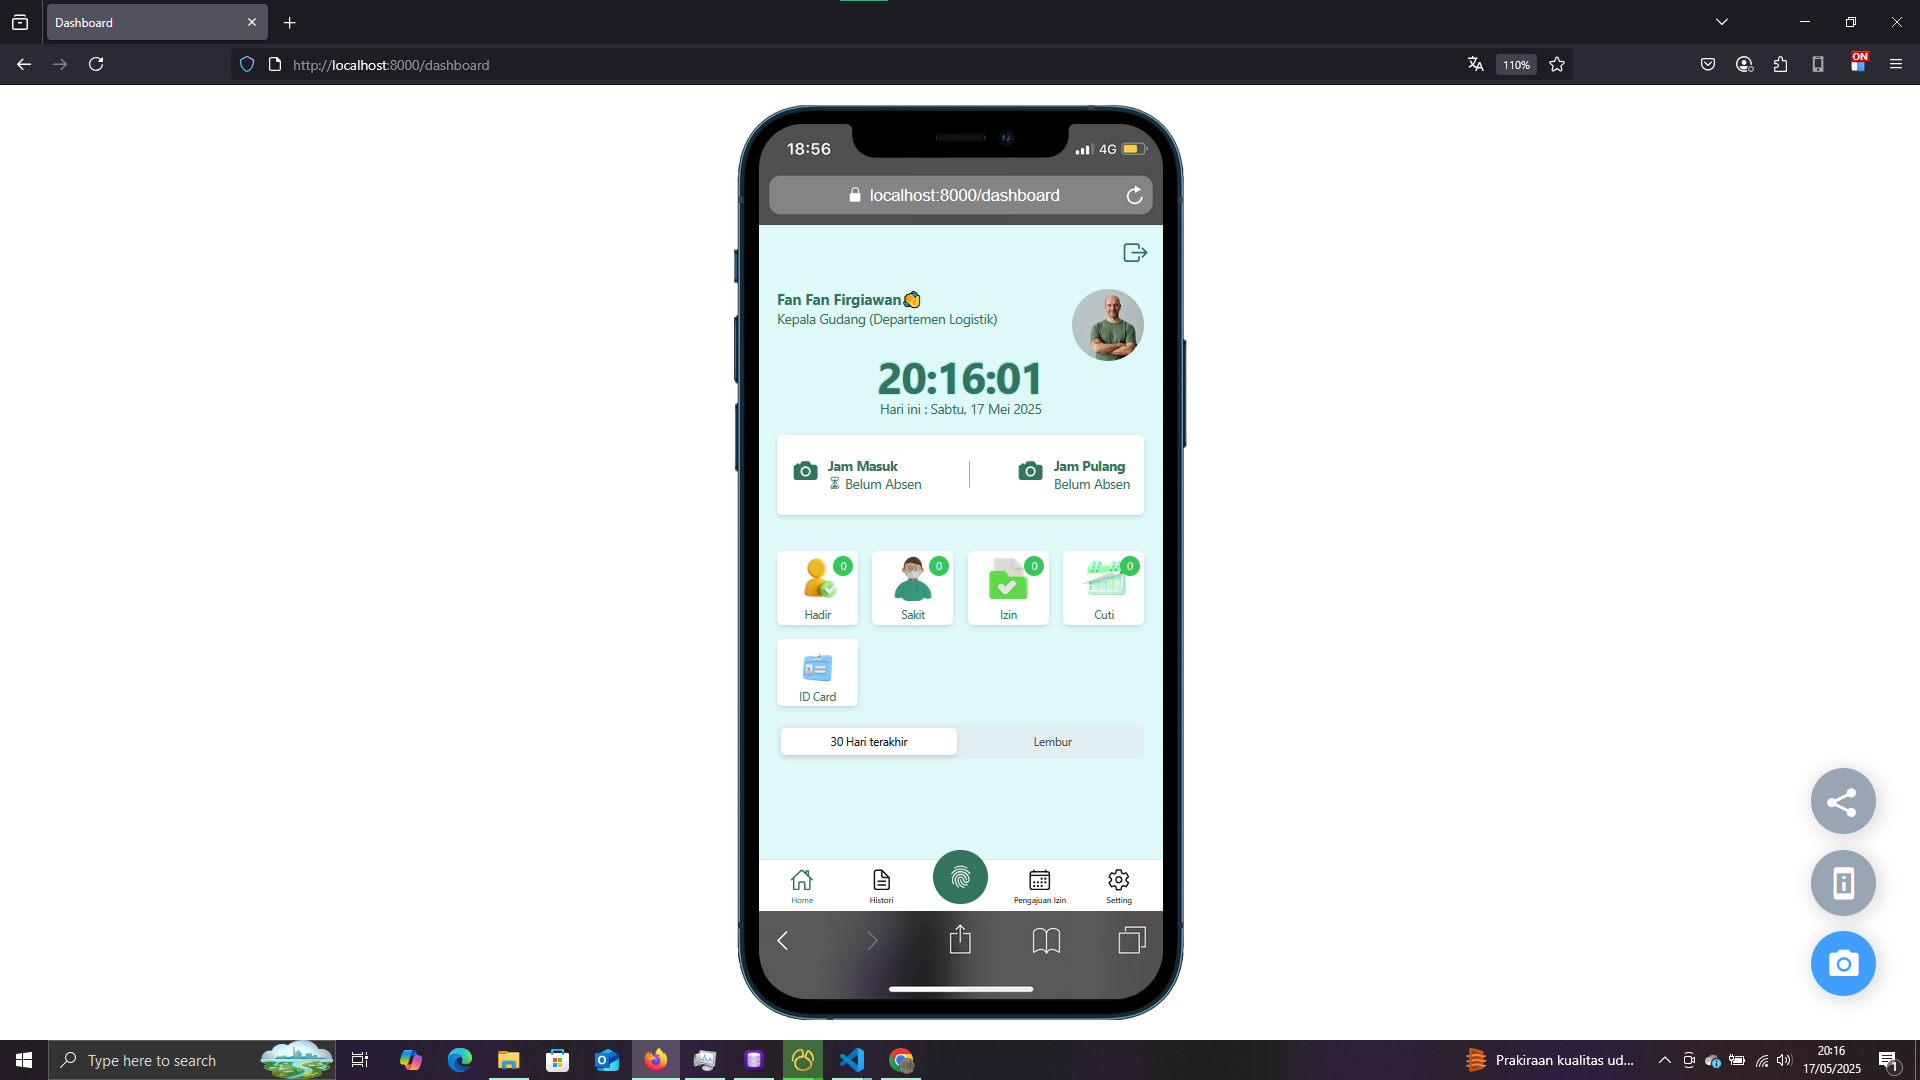 Dashboard
http://localhost:8000/dashboard
110%
ON
18:56
4G
localhost:8000/dashboard
Fan Fan Firgiawan
Kepala Gudang (Departemen Logistik)
20:16:01
Hari ini : Sabtu, 17 Mei 2025
Jam Masuk
Belum Absen
Jam Pulang
Belum Absen
0
Hadir
0
Sakit
0
Izin
0
Cuti
ID Card
30 Hari terakhir
Lembur
Home
Histori
Pengajuan Izin
Setting
Type here to search
Prakiraan kualitas ud...
20:16
17/05/2025
1